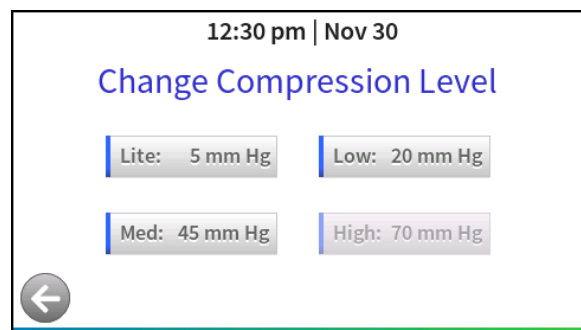 12:30 pm | Nov 30
Change Compression Level
Lite: 5 mm Hg
Low: 20 mm Hg
Med: 45 mm Hg
High: 70 mm Hg